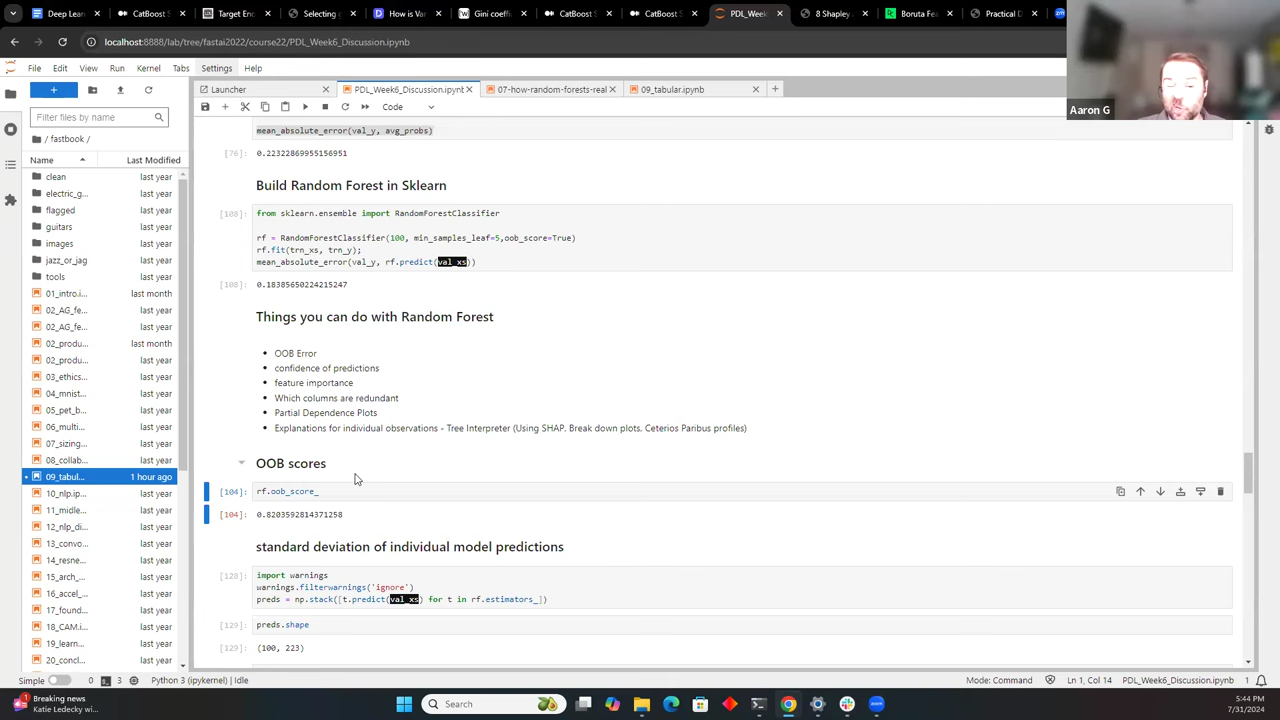 Deep Lea
CatBoost
Target Enc
Selecting g
How is Var
Gini coeffi
CatBoost S
CatBoost S
PDL_Wee
8 Shapley
Boruta Fea
Practical D
localhost:8888/lab/tree/fastai2022/course22/PDL_Week6_Discussion.ipynb
Aaron G
File Edit View Run Kernel Tabs Settings Help
Launcher
PDL_Week6_Discussion.ipynb
07-how-random-forests-real
09_tabular.ipynb
Code
Filter files by name
/ fastbook /
Name Last Modified
clean last year
electric_g... last year
flagged last year
guitars last year
images last year
jazz_or_jag last year
tools last year
01_intro.i... last month
02_AG_fe... last year
02_AG_fe... last year
02_produ... last month
02_produ... last year
03_ethics... last year
04_mnist... last year
05_pet_b... last year
06_multi... last year
07_sizing... last year
08_collab... last year
09_tabul... 1 hour ago
10_nlp.ip... last year
11_midle... last year
12_nlp_di... last year
13_convo... last year
14_resne... last year
15_arch_... last year
16_accel_... last year
17_found... last year
18_CAM.i... last year
19_learn... last year
20_concl... last year
mean_absolute_error(val_y, avg_probs)
[76] 0.22322869955156951
Build Random Forest in Sklearn
[108] from sklearn.ensemble import RandomForestClassifier
rf = RandomForestClassifier(100, min_samples_leaf=5,oob_score=True)
rf.fit(trn_xs, trn_y);
mean_absolute_error(val_y, rf.predict(val_xs))
[108] 0.18385650224215247
Things you can do with Random Forest
• OOB Error
• confidence of predictions
• feature importance
• Which columns are redundant
• Partial Dependence Plots
• Explanations for individual observations - Tree Interpreter (Using SHAP, Break down plots, Ceterios Paribus profiles)
OOB scores
[104] rf.oob_score_
[104] 0.8203592814371258
standard deviation of individual model predictions
[128] import warnings
warnings.filterwarnings('ignore')
preds = np.stack([t.predict(val_xs) for t in rf.estimators_])
[129] preds.shape
[129] (100, 223)
Simple 0 3 Python 3 (ipykernel) | Idle
Mode: Command Ln 1, Col 14 PDL_Week6_Discussion.ipynb 1
Breaking news
Katie Ledecky wi...
Search
5:44 PM
7/31/2024